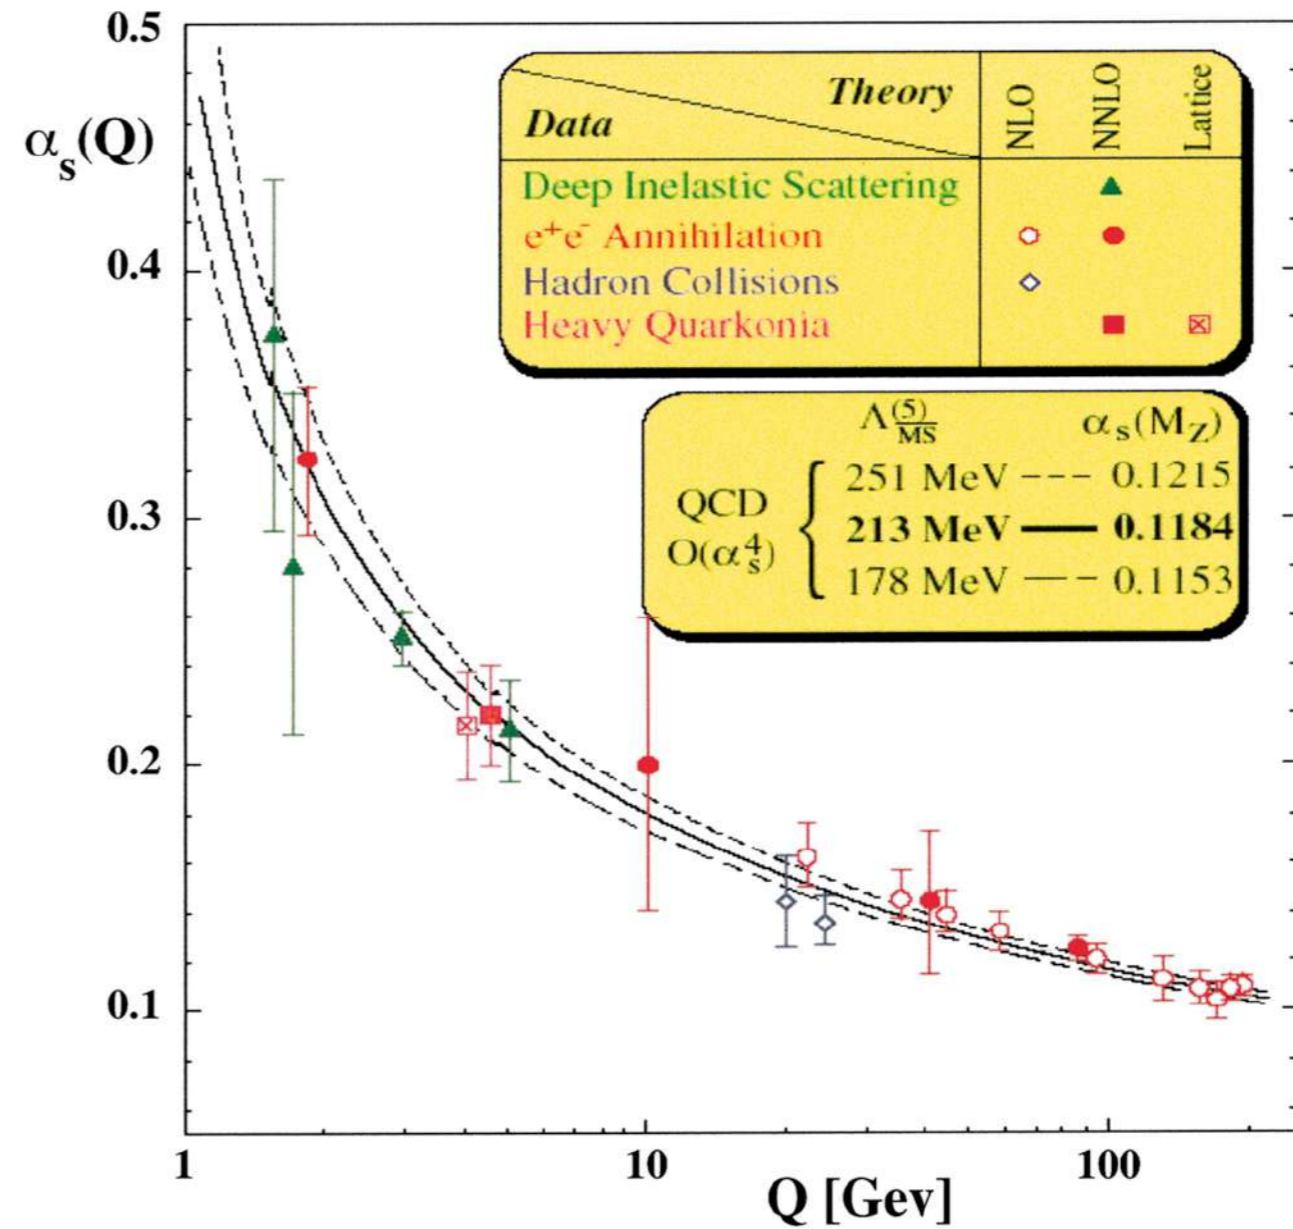 0.5
0.4
0.3
0.2
0.1
αs(Q)
Theory
Data
NLO
NNLO
Lattice
Deep Inelastic Scattering
e⁺e⁻ Annihilation
Hadron Collisions
Heavy Quarkonia
Λ(5)MS αs(MZ)
QCD
O(αs⁴)
251 MeV 0.1215
213 MeV 0.1184
178 MeV 0.1153
1 10 100
Q [Gev]